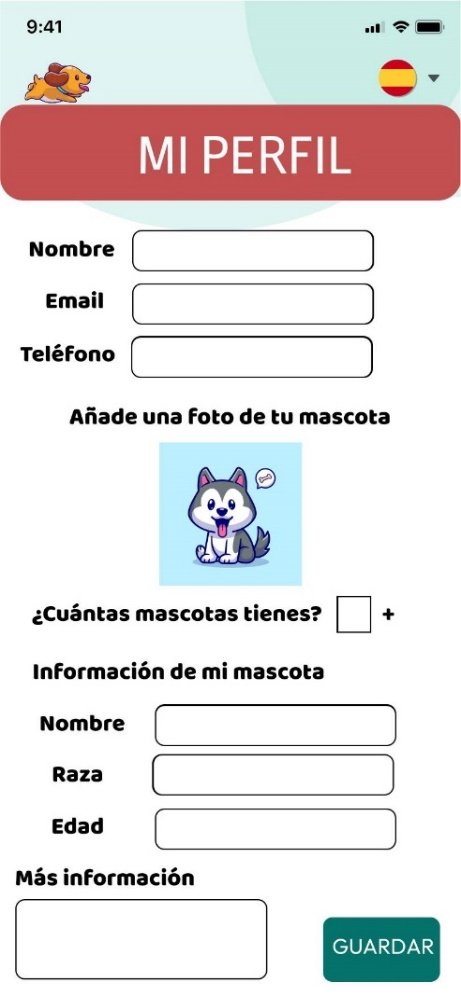 9:41
MI PERFIL
Nombre
Email
Teléfono
Añade una foto de tu mascota
¿Cuántas mascotas tienes? +
Información de mi mascota
Nombre
Raza
Edad
Más información
GUARDAR